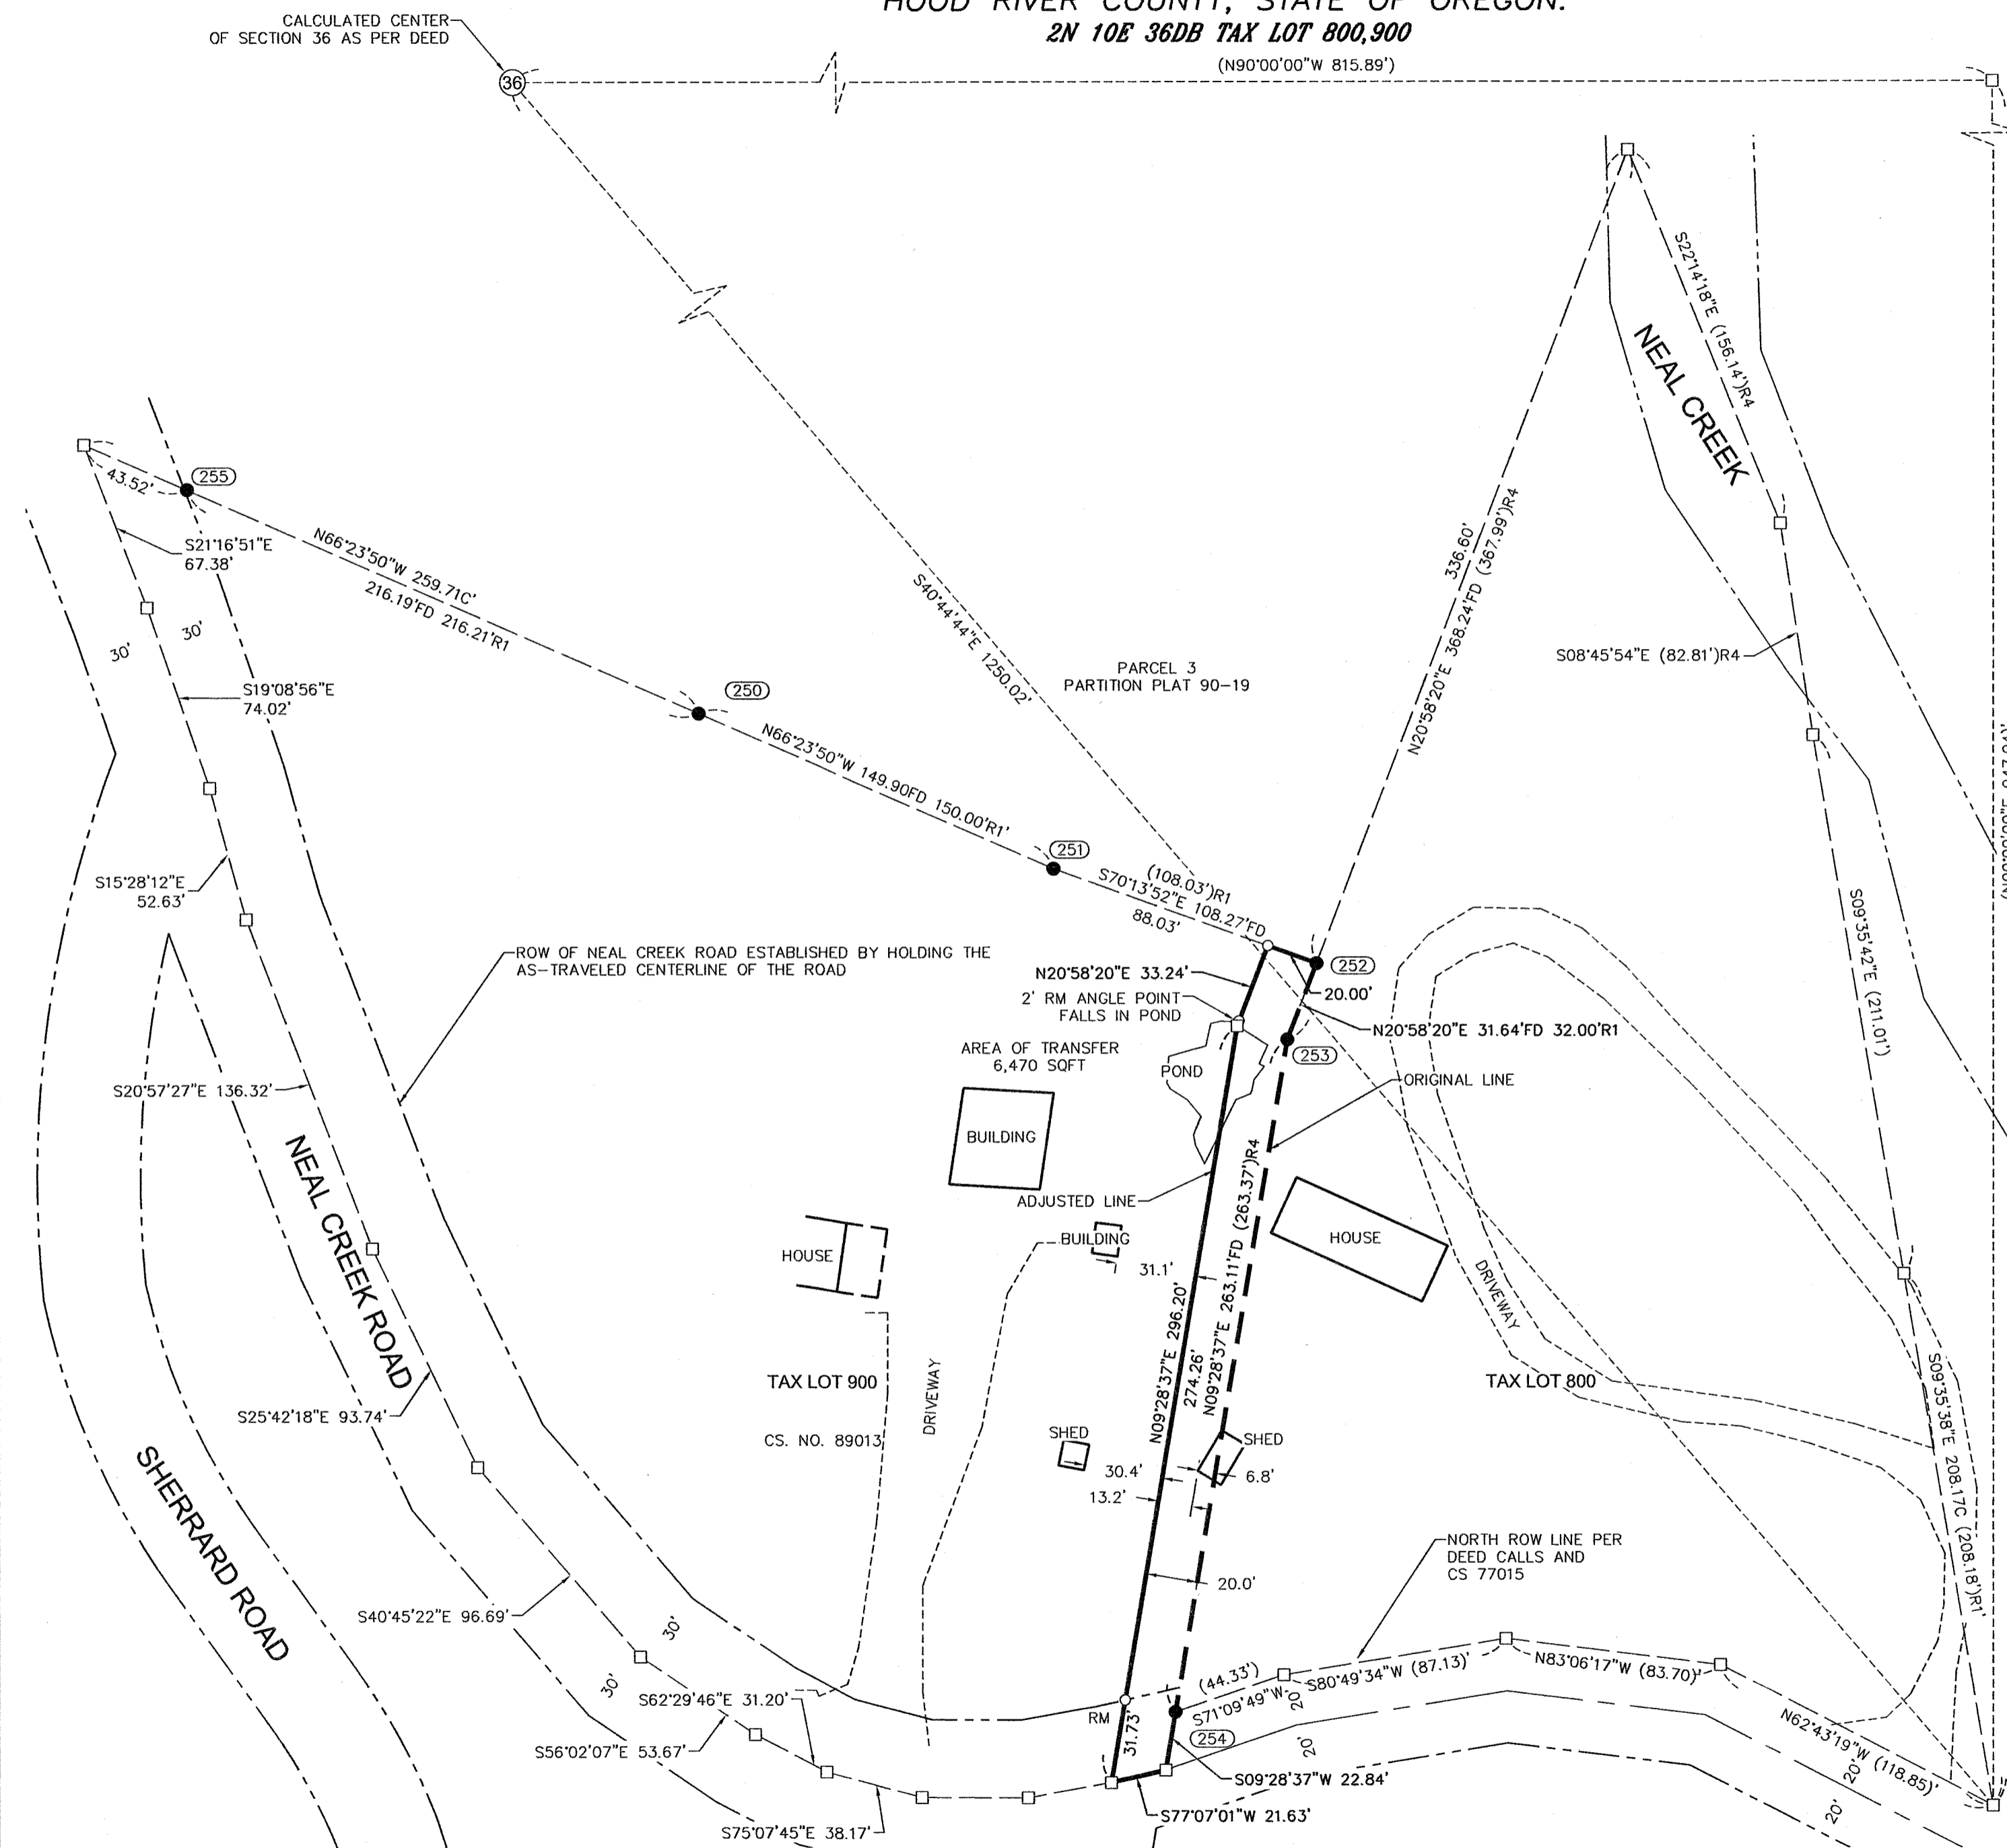 HOOD RIVER COUNTY, STATE OF OREGON.
2N 10E 36DB TAX LOT 800,900
CALCULATED CENTER
OF SECTION 36 AS PER DEED
36
(N90°00'00"W 815.89')
S22°14'18"E (156.14')R4
NEAL CREEK
255
43.52'
S21°16'51"E
67.38'
N66°23'50"W 259.71C'
216.19'FD 216.21'R1
30'
30'
S40°44'44"E 1250.02'
336.60'
N20°58'20"E 368.24'FD (367.99')R4
S08°45'54"E (82.81')R4
PARCEL 3
PARTITION PLAT 90-19
S19°08'56"E
74.02'
250
N66°23'50"W 149.90FD 150.00'R1'
251
S15°28'12"E
52.63'
(108.03')R1
S70°13'52"E 108.27'FD
88.03'
S09°35'42"E (211.01')
ROW OF NEAL CREEK ROAD ESTABLISHED BY HOLDING THE
AS-TRAVELED CENTERLINE OF THE ROAD
N20°58'20"E 33.24'
252
20.00'
2' RM ANGLE POINT
FALLS IN POND
N20°58'20"E 31.64'FD 32.00'R1
253
AREA OF TRANSFER
6,470 SQFT
POND
ORIGINAL LINE
S20°57'27"E 136.32'
BUILDING
ADJUSTED LINE
NEAL CREEK ROAD
HOUSE
BUILDING
31.1'
HOUSE
DRIVEWAY
N09°28'37"E 296.20'
274.26'
N09°28'37"E 263.11'FD (263.37')R4
TAX LOT 900
DRIVEWAY
TAX LOT 800
S09°35'38"E 208.17C (208.18')R1'
S25°42'18"E 93.74'
CS. NO. 89013
SHED
SHED
30.4'
6.8'
13.2'
SHERRARD ROAD
NORTH ROW LINE PER
DEED CALLS AND
CS 77015
20.0'
S40°45'22"E 96.69'
30'
30'
(44.33')
S71°09'49"W
S80°49'34"W (87.13)'
N83°06'17"W (83.70)'
20'
S62°29'46"E 31.20'
RM
31.73'
254
20'
N62°43'19"W (118.85)'
20'
20'
S56°02'07"E 53.67'
S09°28'37"W 22.84'
S77°07'01"W 21.63'
S75°07'45"E 38.17'